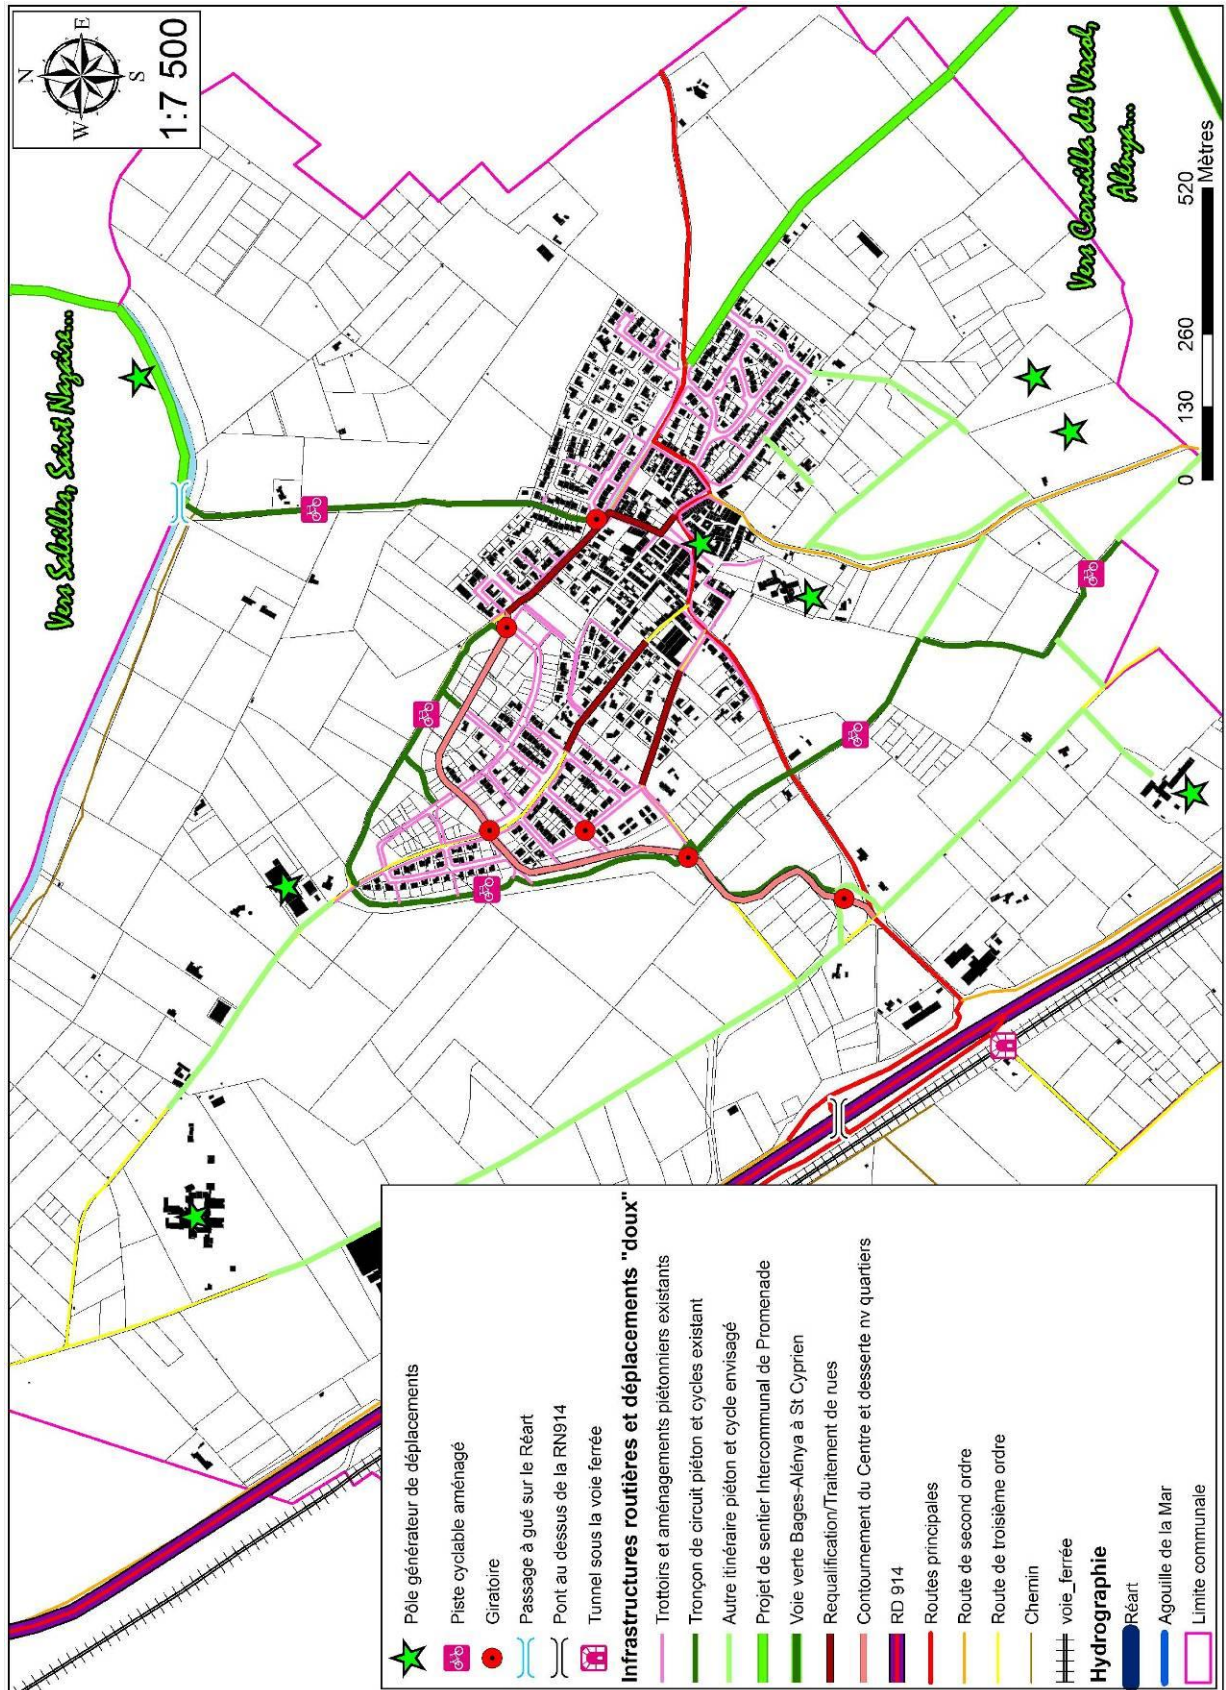 N
W E
S
1:7 500
Vers Saleilles, Saint Nazaire...
Vers Corneilla del Vercol,
Alénya...
0 130 260 520
Mètres
Pôle générateur de déplacements
Piste cyclable aménagé
Giratoire
Passage à gué sur le Réart
Pont au dessus de la RN914
Tunnel sous la voie ferrée
Infrastructures routières et déplacements "doux"
Trottoirs et aménagements piétonniers existants
Tronçon de circuit piéton et cycles existant
Autre itinéraire piéton et cycle envisagé
Projet de sentier Intercommunal de Promenade
Voie verte Bages-Alénya à St Cyprien
Requalification/Traitement de rues
Contournement du Centre et desserte nv quartiers
RD 914
Routes principales
Route de second ordre
Route de troisième ordre
Chemin
voie_ferrée
Hydrographie
Réart
Agouille de la Mar
Limite communale